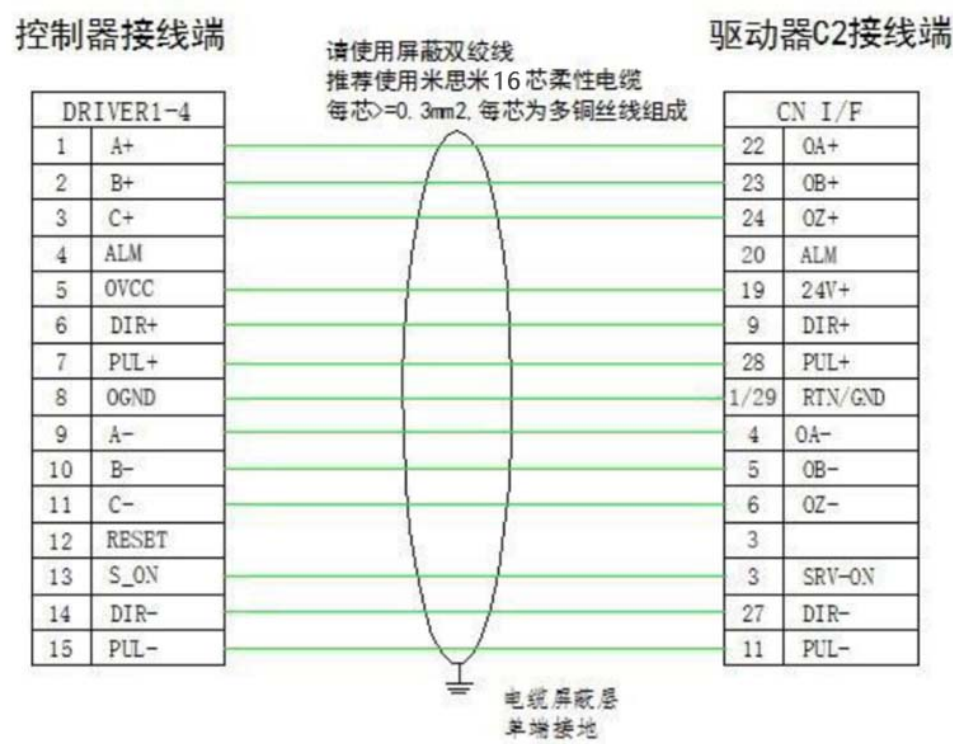 控制器接线端
驱动器C2接线端
请使用屏蔽双绞线
推荐使用米思米16芯柔性电缆
每芯>=0.3mm2,每芯为多铜丝线组成
DRIVER1-4
CN I/F
1 A+ 22 OA+
2 B+ 23 OB+
3 C+ 24 OZ+
4 ALM 20 ALM
5 OVCC 19 24V+
6 DIR+ 9 DIR+
7 PUL+ 28 PUL+
8 OGND 1/29 RTN/GND
9 A- 4 OA-
10 B- 5 OB-
11 C- 6 OZ-
12 RESET 3
13 S_ON 3 SRV-ON
14 DIR- 27 DIR-
15 PUL- 11 PUL-
电缆屏蔽层
单端接地